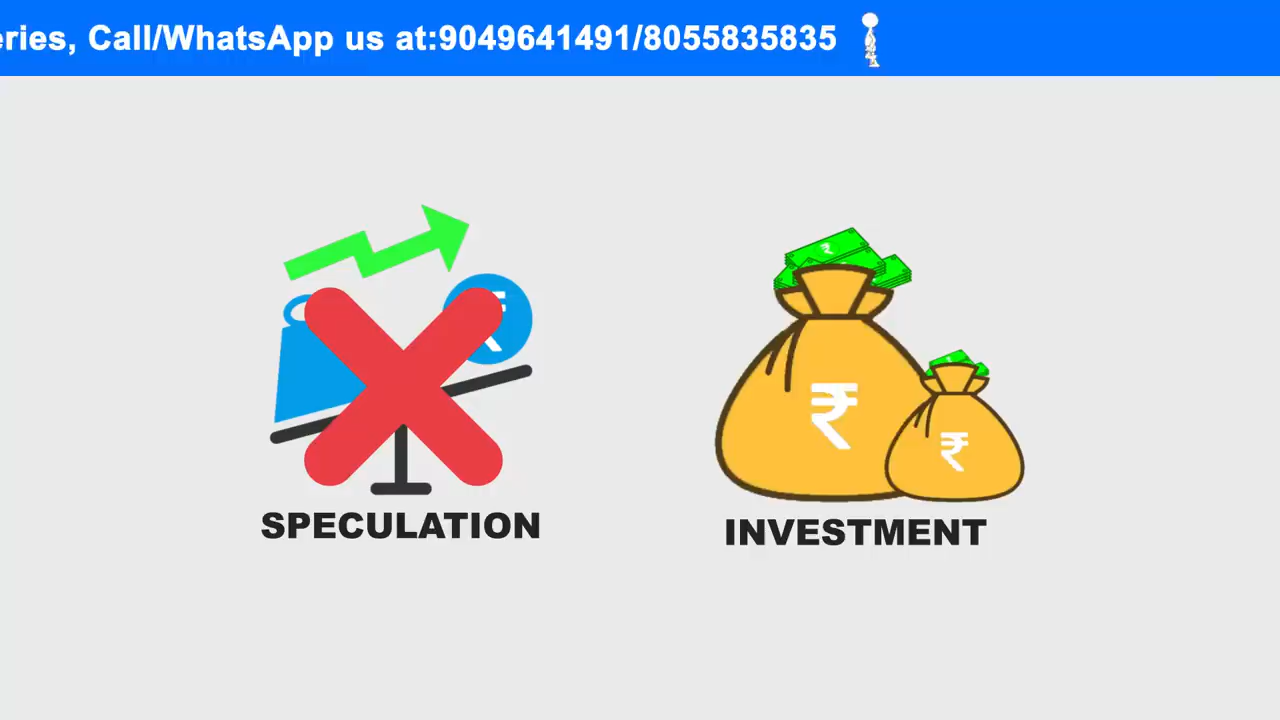 eries, Call/WhatsApp us at:9049641491/8055835835
₹
₹
₹
₹
SPECULATION
INVESTMENT